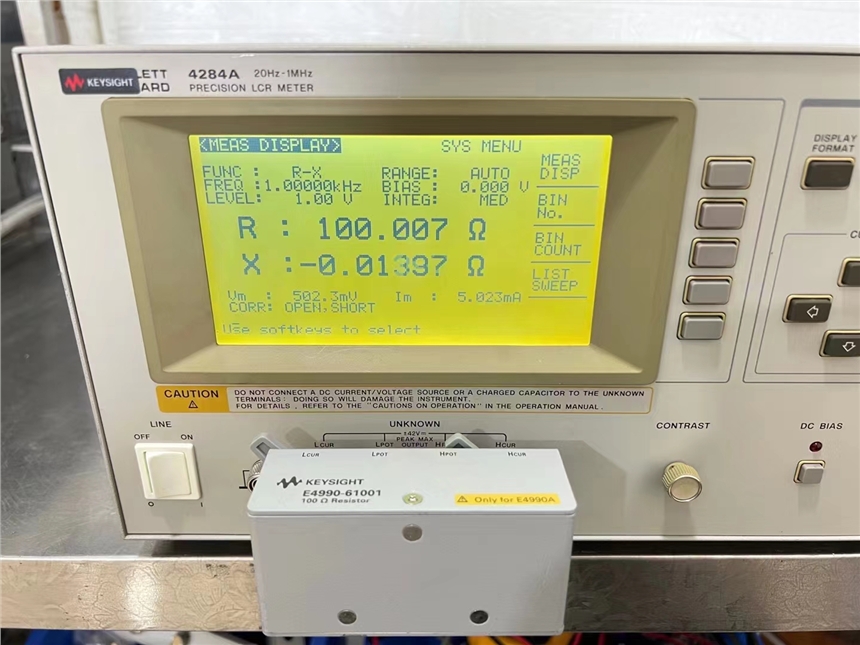 KEYSIGHT LETT 4284A 20Hz-1MHz
ARD PRECISION LCR METER
<MEAS DISPLAY> SYS MENU
FUNC : R-X RANGE: AUTO
FREQ :1.00000kHz BIAS : 0.000 V
LEVEL: 1.00 V INTEG: MED
R : 100.007 Ω
X :-0.01397 Ω
Vm : 502.3mV Im : 5.023mA
CORR: OPEN,SHORT
Use softkeys to select
MEAS
DISP
BIN
No.
BIN
COUNT
LIST
SWEEP
DISPLAY
FORMAT
CAUTION DO NOT CONNECT A DC CURRENT/VOLTAGE SOURCE OR A CHARGED CAPACITOR TO THE UNKNOWN
TERMINALS: DOING SO WILL DAMAGE THE INSTRUMENT.
FOR DETAILS, REFER TO THE "CAUTIONS ON OPERATION" IN THE OPERATION MANUAL.
LINE
OFF ON
O I
UNKNOWN
±42V
PEAK MAX
LCUR LPOT OUTPUT HCUR
CONTRAST
DC BIAS
LCUR LPOT HPOT HCUR
KEYSIGHT
E4990-61001
100 Ω Resistor
Only for E4990A